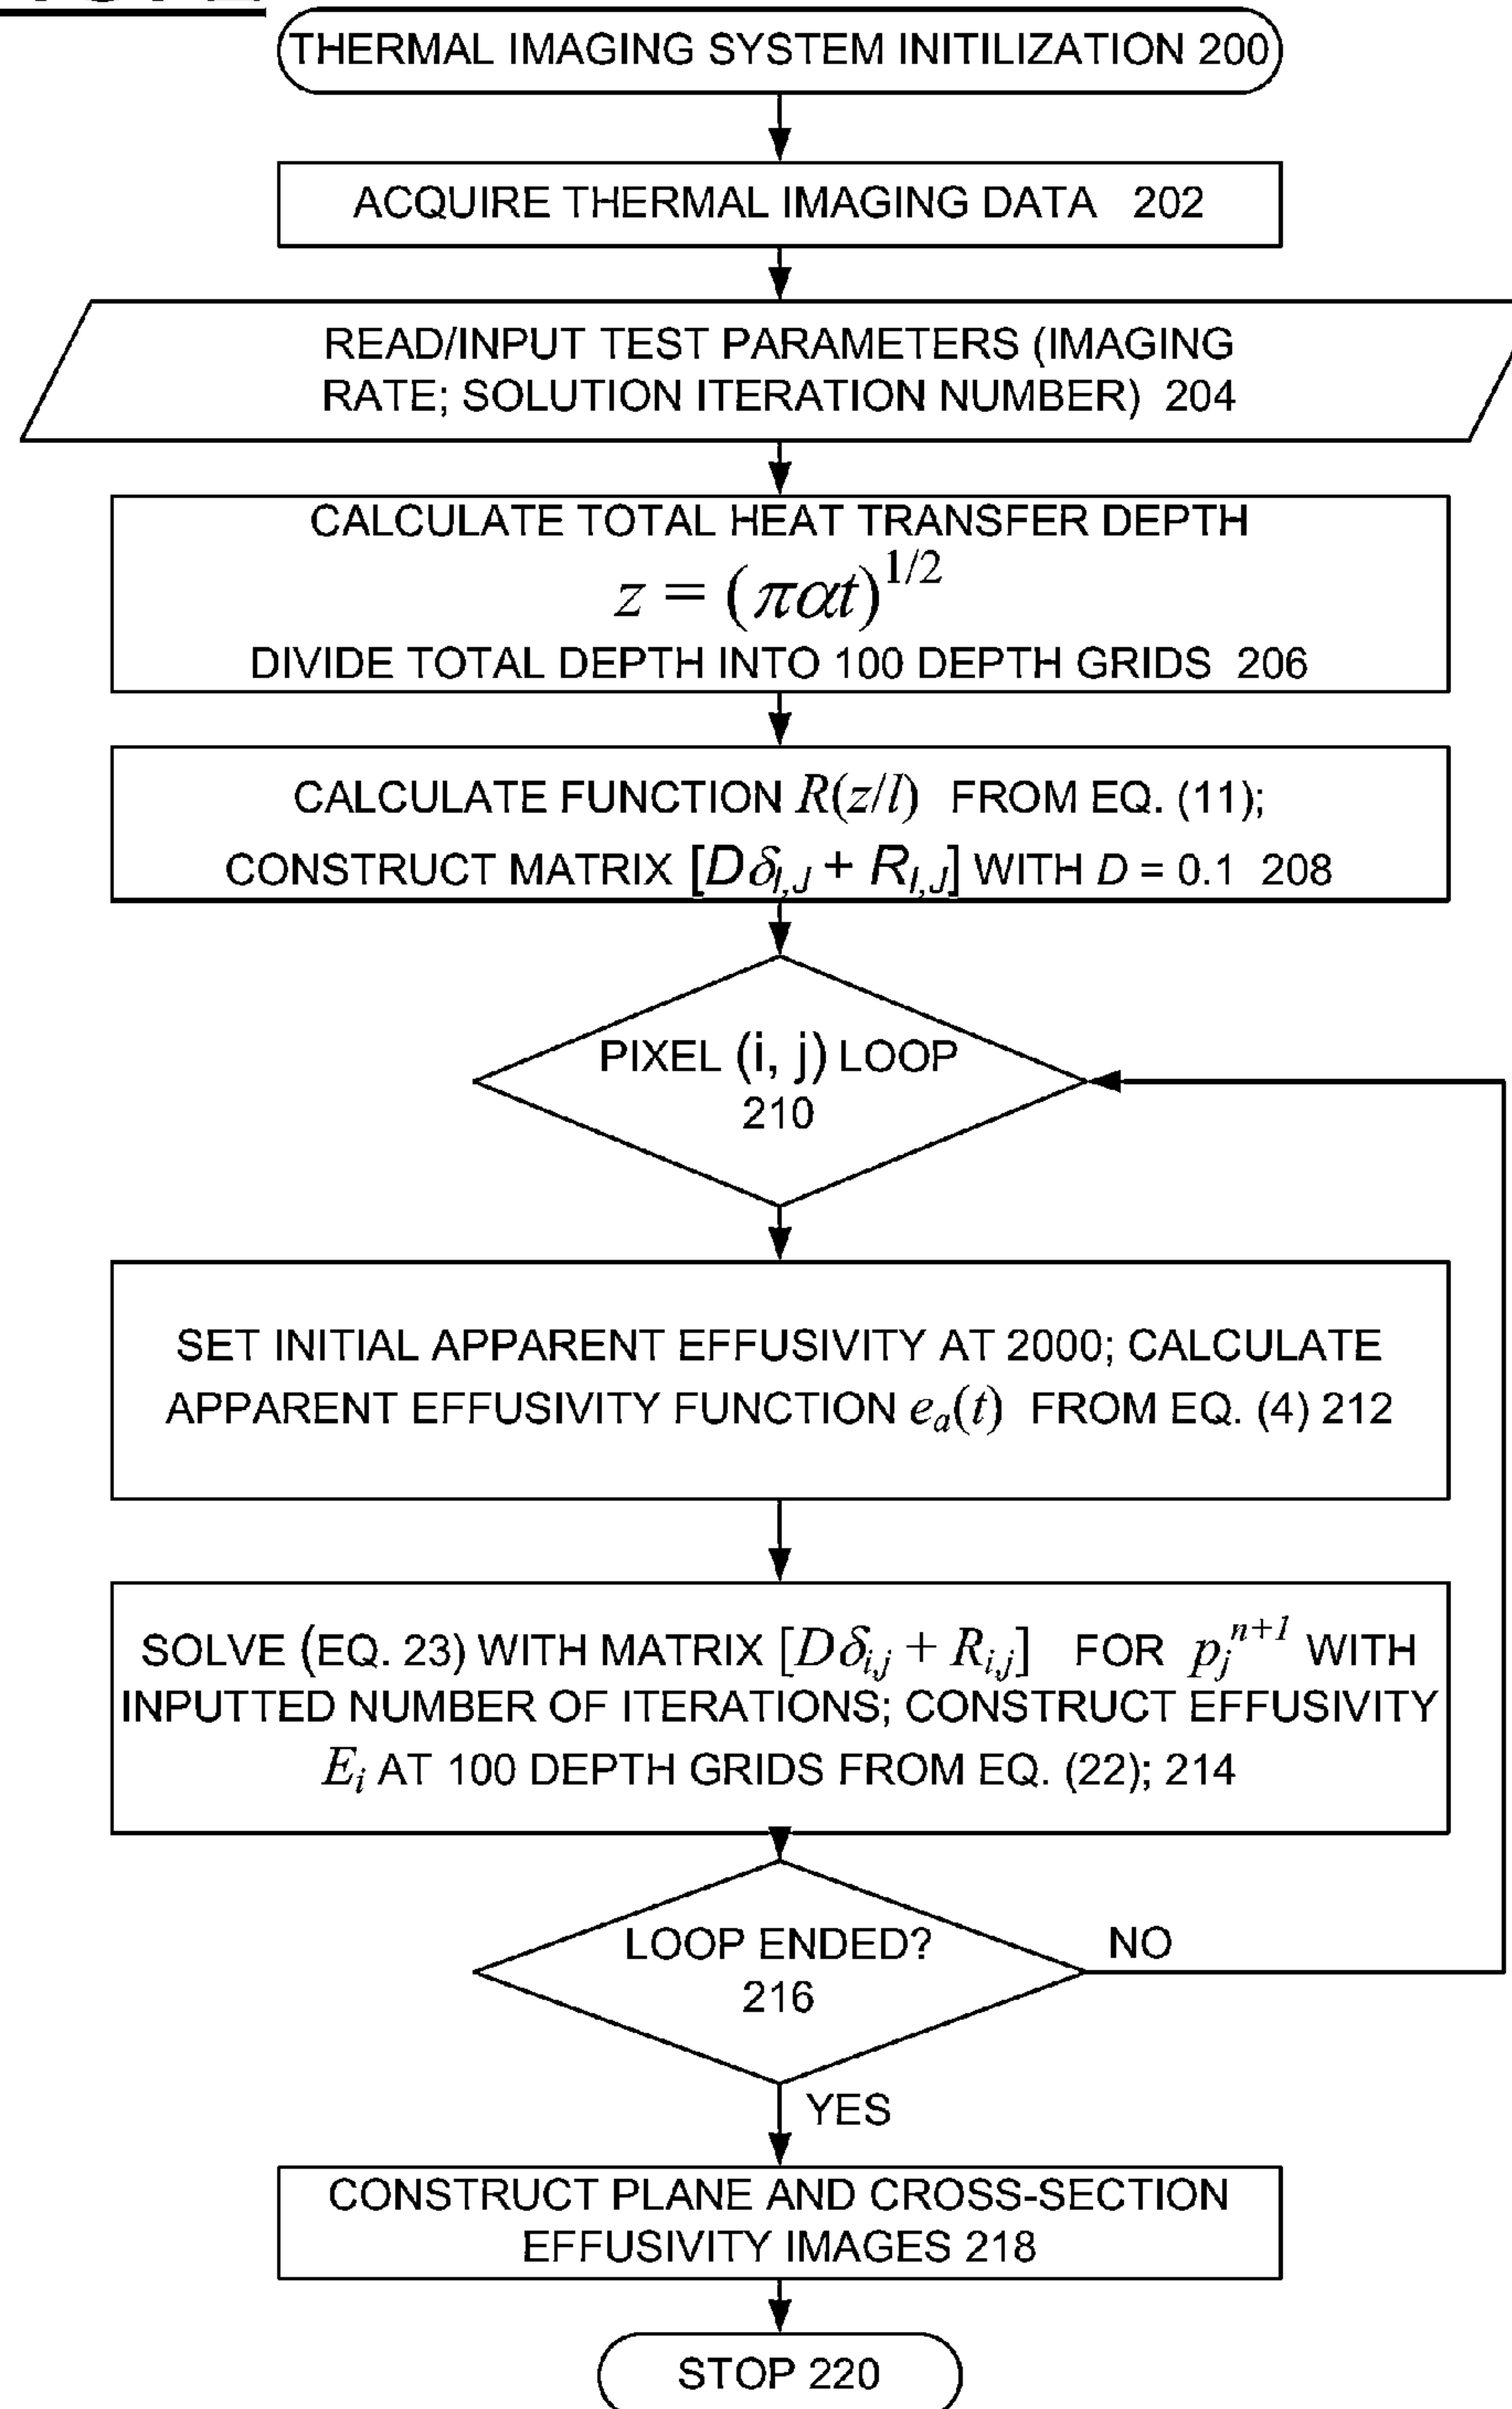 THERMAL IMAGING SYSTEM INITILIZATION 200
ACQUIRE THERMAL IMAGING DATA 202
READ/INPUT TEST PARAMETERS (IMAGING
RATE; SOLUTION ITERATION NUMBER) 204
CALCULATE TOTAL HEAT TRANSFER DEPTH
z = (παt)^{1/2}
DIVIDE TOTAL DEPTH INTO 100 DEPTH GRIDS 206
CALCULATE FUNCTION R(z/l) FROM EQ. (11);
CONSTRUCT MATRIX [Dδ_{I,J} + R_{I,J}] WITH D = 0.1 208
PIXEL (i, j) LOOP
210
SET INITIAL APPARENT EFFUSIVITY AT 2000; CALCULATE
APPARENT EFFUSIVITY FUNCTION e_a(t) FROM EQ. (4) 212
SOLVE (EQ. 23) WITH MATRIX [Dδ_{i,j} + R_{i,j}] FOR p_j^{n+1} WITH
INPUTTED NUMBER OF ITERATIONS; CONSTRUCT EFFUSIVITY
E_i AT 100 DEPTH GRIDS FROM EQ. (22); 214
LOOP ENDED?
216
NO
YES
CONSTRUCT PLANE AND CROSS-SECTION
EFFUSIVITY IMAGES 218
STOP 220